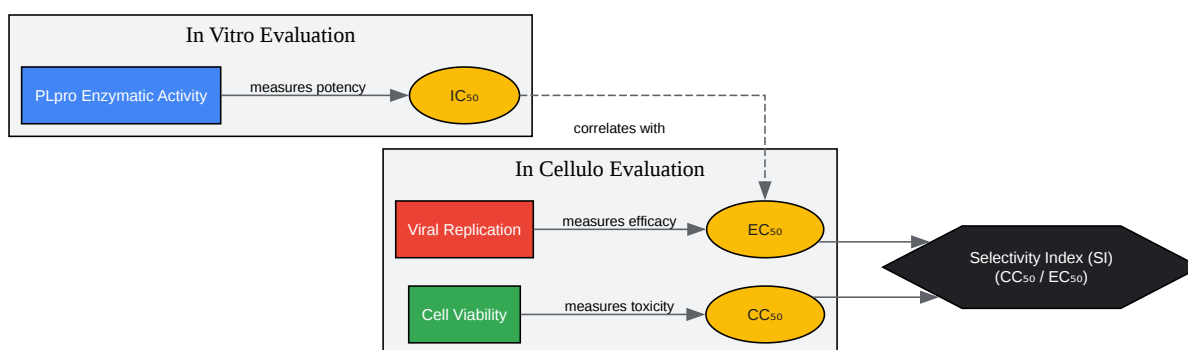 In Vitro Evaluation
PLpro Enzymatic Activity
measures potency
IC₅₀
correlates with
In Cellulo Evaluation
Viral Replication
measures efficacy
EC₅₀
Cell Viability
measures toxicity
CC₅₀
Selectivity Index (SI)
(CC₅₀ / EC₅₀)